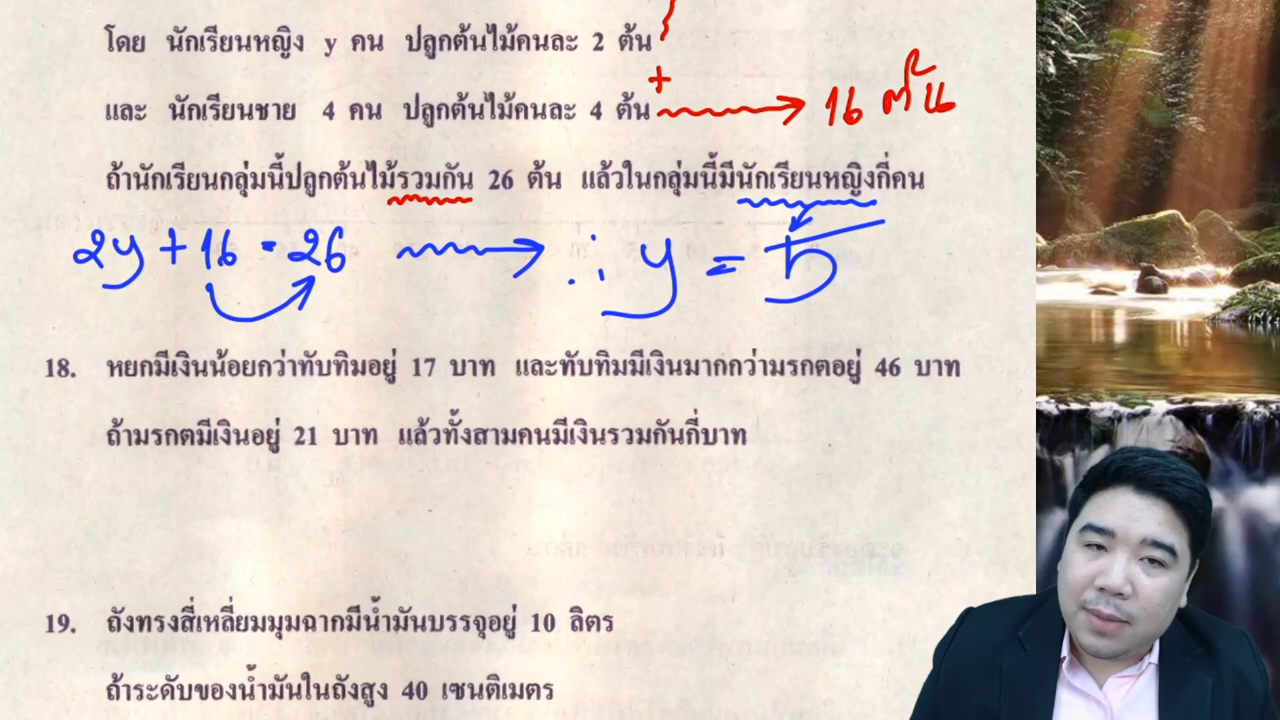 โดย นักเรียนหญิง y คน ปลูกต้นไม้คนละ 2 ต้น
+
และ นักเรียนชาย 4 คน ปลูกต้นไม้คนละ 4 ต้น → 16 ต้น
ถ้านักเรียนกลุ่มนี้ปลูกต้นไม้รวมกัน 26 ต้น แล้วในกลุ่มนี้มีนักเรียนหญิงกี่คน
2y + 16 = 26 → ∴ y = 5
18. หยกมีเงินน้อยกว่าทับทิมอยู่ 17 บาท และทับทิมมีเงินมากกว่ามรกตอยู่ 46 บาท
ถ้ามรกตมีเงินอยู่ 21 บาท แล้วทั้งสามคนมีเงินรวมกันกี่บาท
19. ถังทรงสี่เหลี่ยมมุมฉากมีน้ำมันบรรจุอยู่ 10 ลิตร
ถ้าระดับของน้ำมันในถังสูง 40 เซนติเมตร